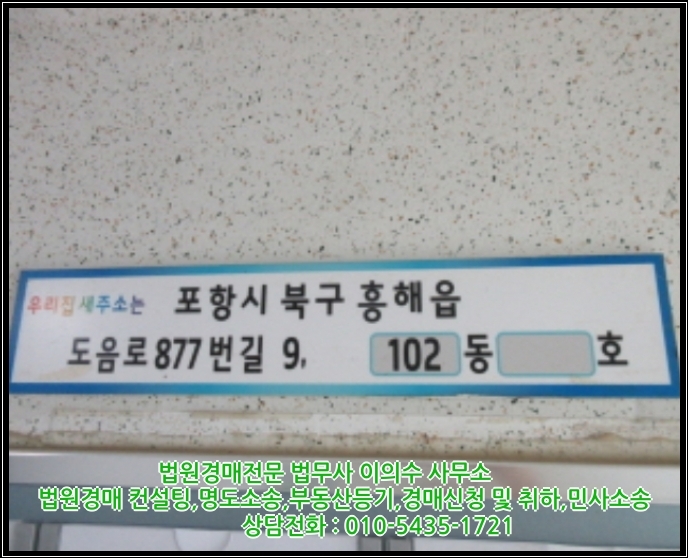 우리집새주소는 포항시 북구 흥해읍
도음로877번길 9, 102 동 호
법원경매전문 법무사 이의수 사무소
법원경매 컨설팅,명도소송,부동산등기,경매신청 및 취하,민사소송
상담전화 : 010-5435-1721